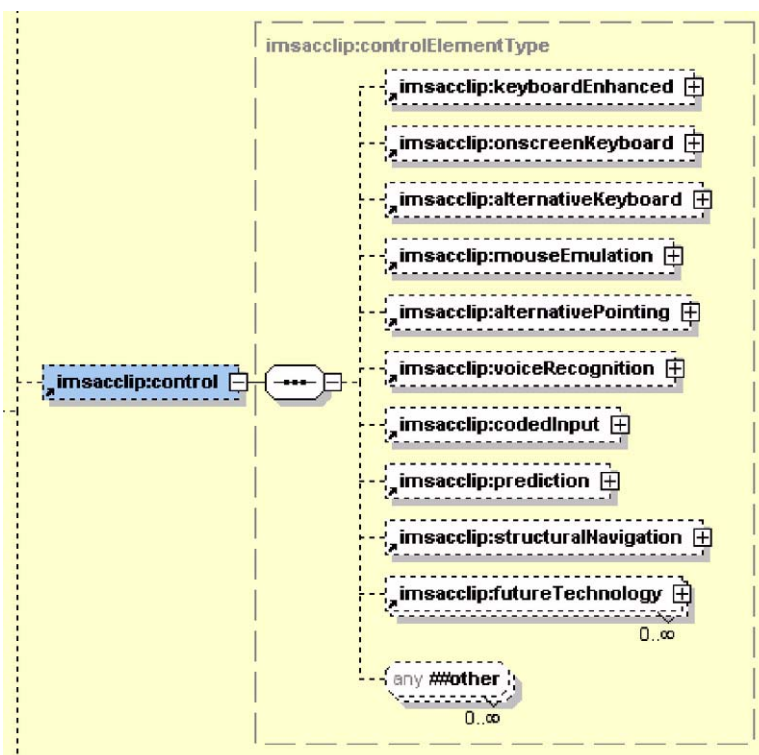 imsacclip:controlElementType
imsacclip:keyboardEnhanced
imsacclip:onscreenKeyboard
imsacclip:alternativeKeyboard
imsacclip:mouseEmulation
imsacclip:alternativePointing
imsacclip:control
imsacclip:voiceRecognition
imsacclip:codedInput
imsacclip:prediction
imsacclip:structuralNavigation
imsacclip:futureTechnology
0..∞
any ##other
0..∞